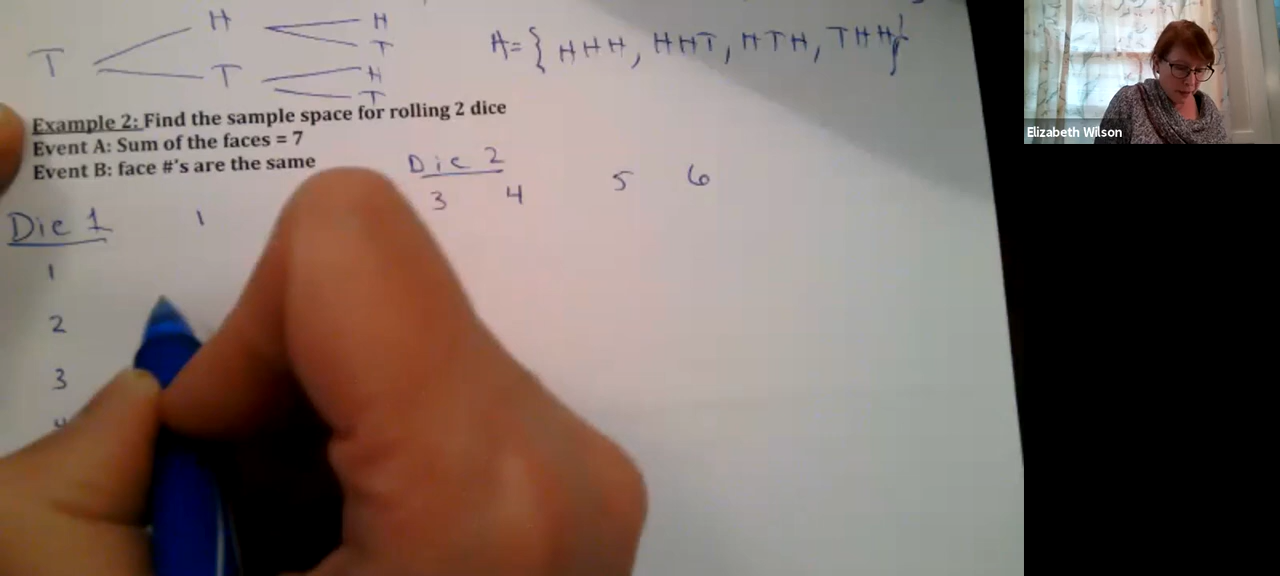 H H
T
T T H
T
A= { HHH, HHT, HTH, THH}
Example 2: Find the sample space for rolling 2 dice
Event A: Sum of the faces = 7
Event B: face #'s are the same
Die 2
Die 1 1 3 4 5 6
1
2
3
4
Elizabeth Wilson